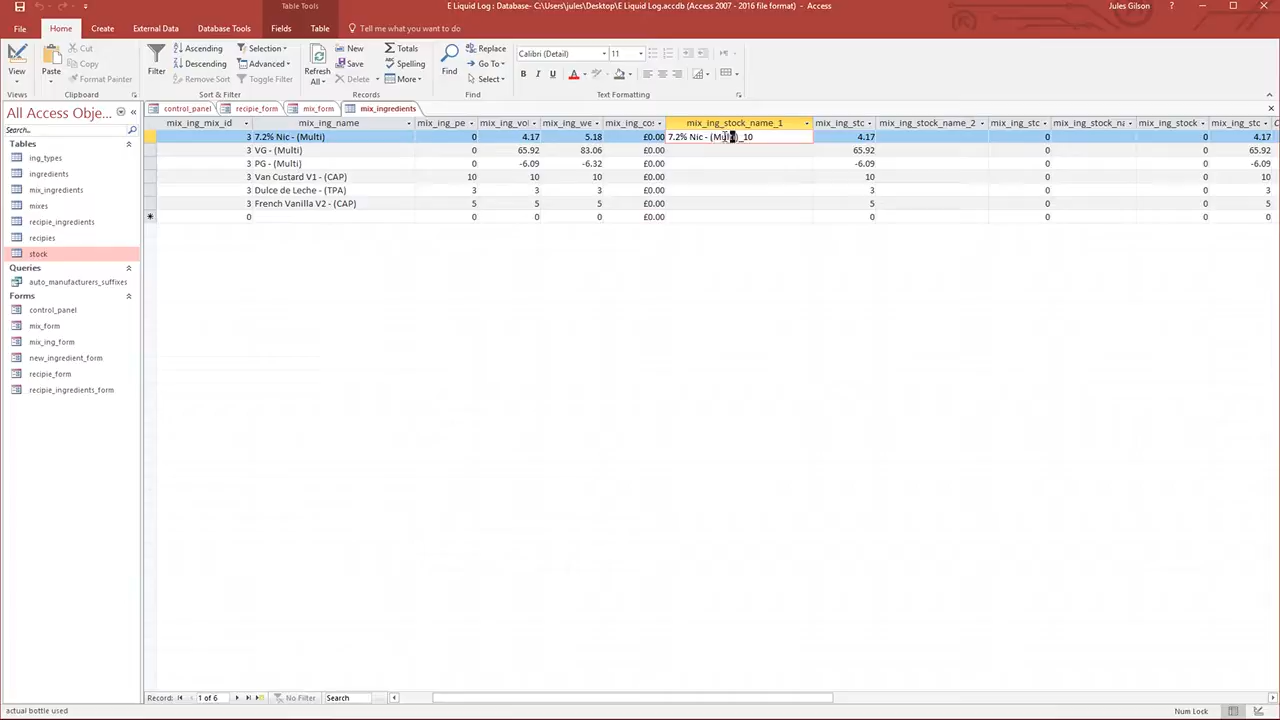 Table Tools
E Liquid Log : Database- C:\Users\jules\Desktop\E Liquid Log.accdb (Access 2007 - 2016 file format) - Access
Jules Gilson
File Home Create External Data Database Tools Fields Table Tell me what you want to do
View
Views
Paste
Cut
Copy
Format Painter
Clipboard
Filter
Ascending
Descending
Remove Sort
Selection
Advanced
Toggle Filter
Sort & Filter
Refresh
All
New
Save
Delete
Totals
Spelling
More
Records
Find
Replace
Go To
Select
Find
Calibri (Detail) 11
B I U
Text Formatting
All Access Obje...
Search...
Tables
ing_types
ingredients
mix_ingredients
mixes
recipie_ingredients
recipies
stock
Queries
auto_manufacturers_suffixes
Forms
control_panel
mix_form
mix_ing_form
new_ingredient_form
recipie_form
recipie_ingredients_form
control_panel recipie_form mix_form mix_ingredients
mix_ing_mix_id mix_ing_name mix_ing_pe mix_ing_vol mix_ing_we mix_ing_cos mix_ing_stock_name_1 mix_ing_stc mix_ing_stock_name_2 mix_ing_stc mix_ing_stock_na mix_ing_stock mix_ing_stc
3 7.2% Nic - (Multi) 0 4.17 5.18 £0.00 7.2% Nic - (Multi)_10 4.17 0 0 4.17
3 VG - (Multi) 0 65.92 83.06 £0.00 65.92 0 0 65.92
3 PG - (Multi) 0 -6.09 -6.32 £0.00 -6.09 0 0 -6.09
3 Van Custard V1 - (CAP) 10 10 10 £0.00 10 0 0 10
3 Dulce de Leche - (TPA) 3 3 3 £0.00 3 0 0 3
3 French Vanilla V2 - (CAP) 5 5 5 £0.00 5 0 0 5
0 0 0 0 £0.00 0 0 0 0
Record: 1 of 6 No Filter Search
actual bottle used
Num Lock